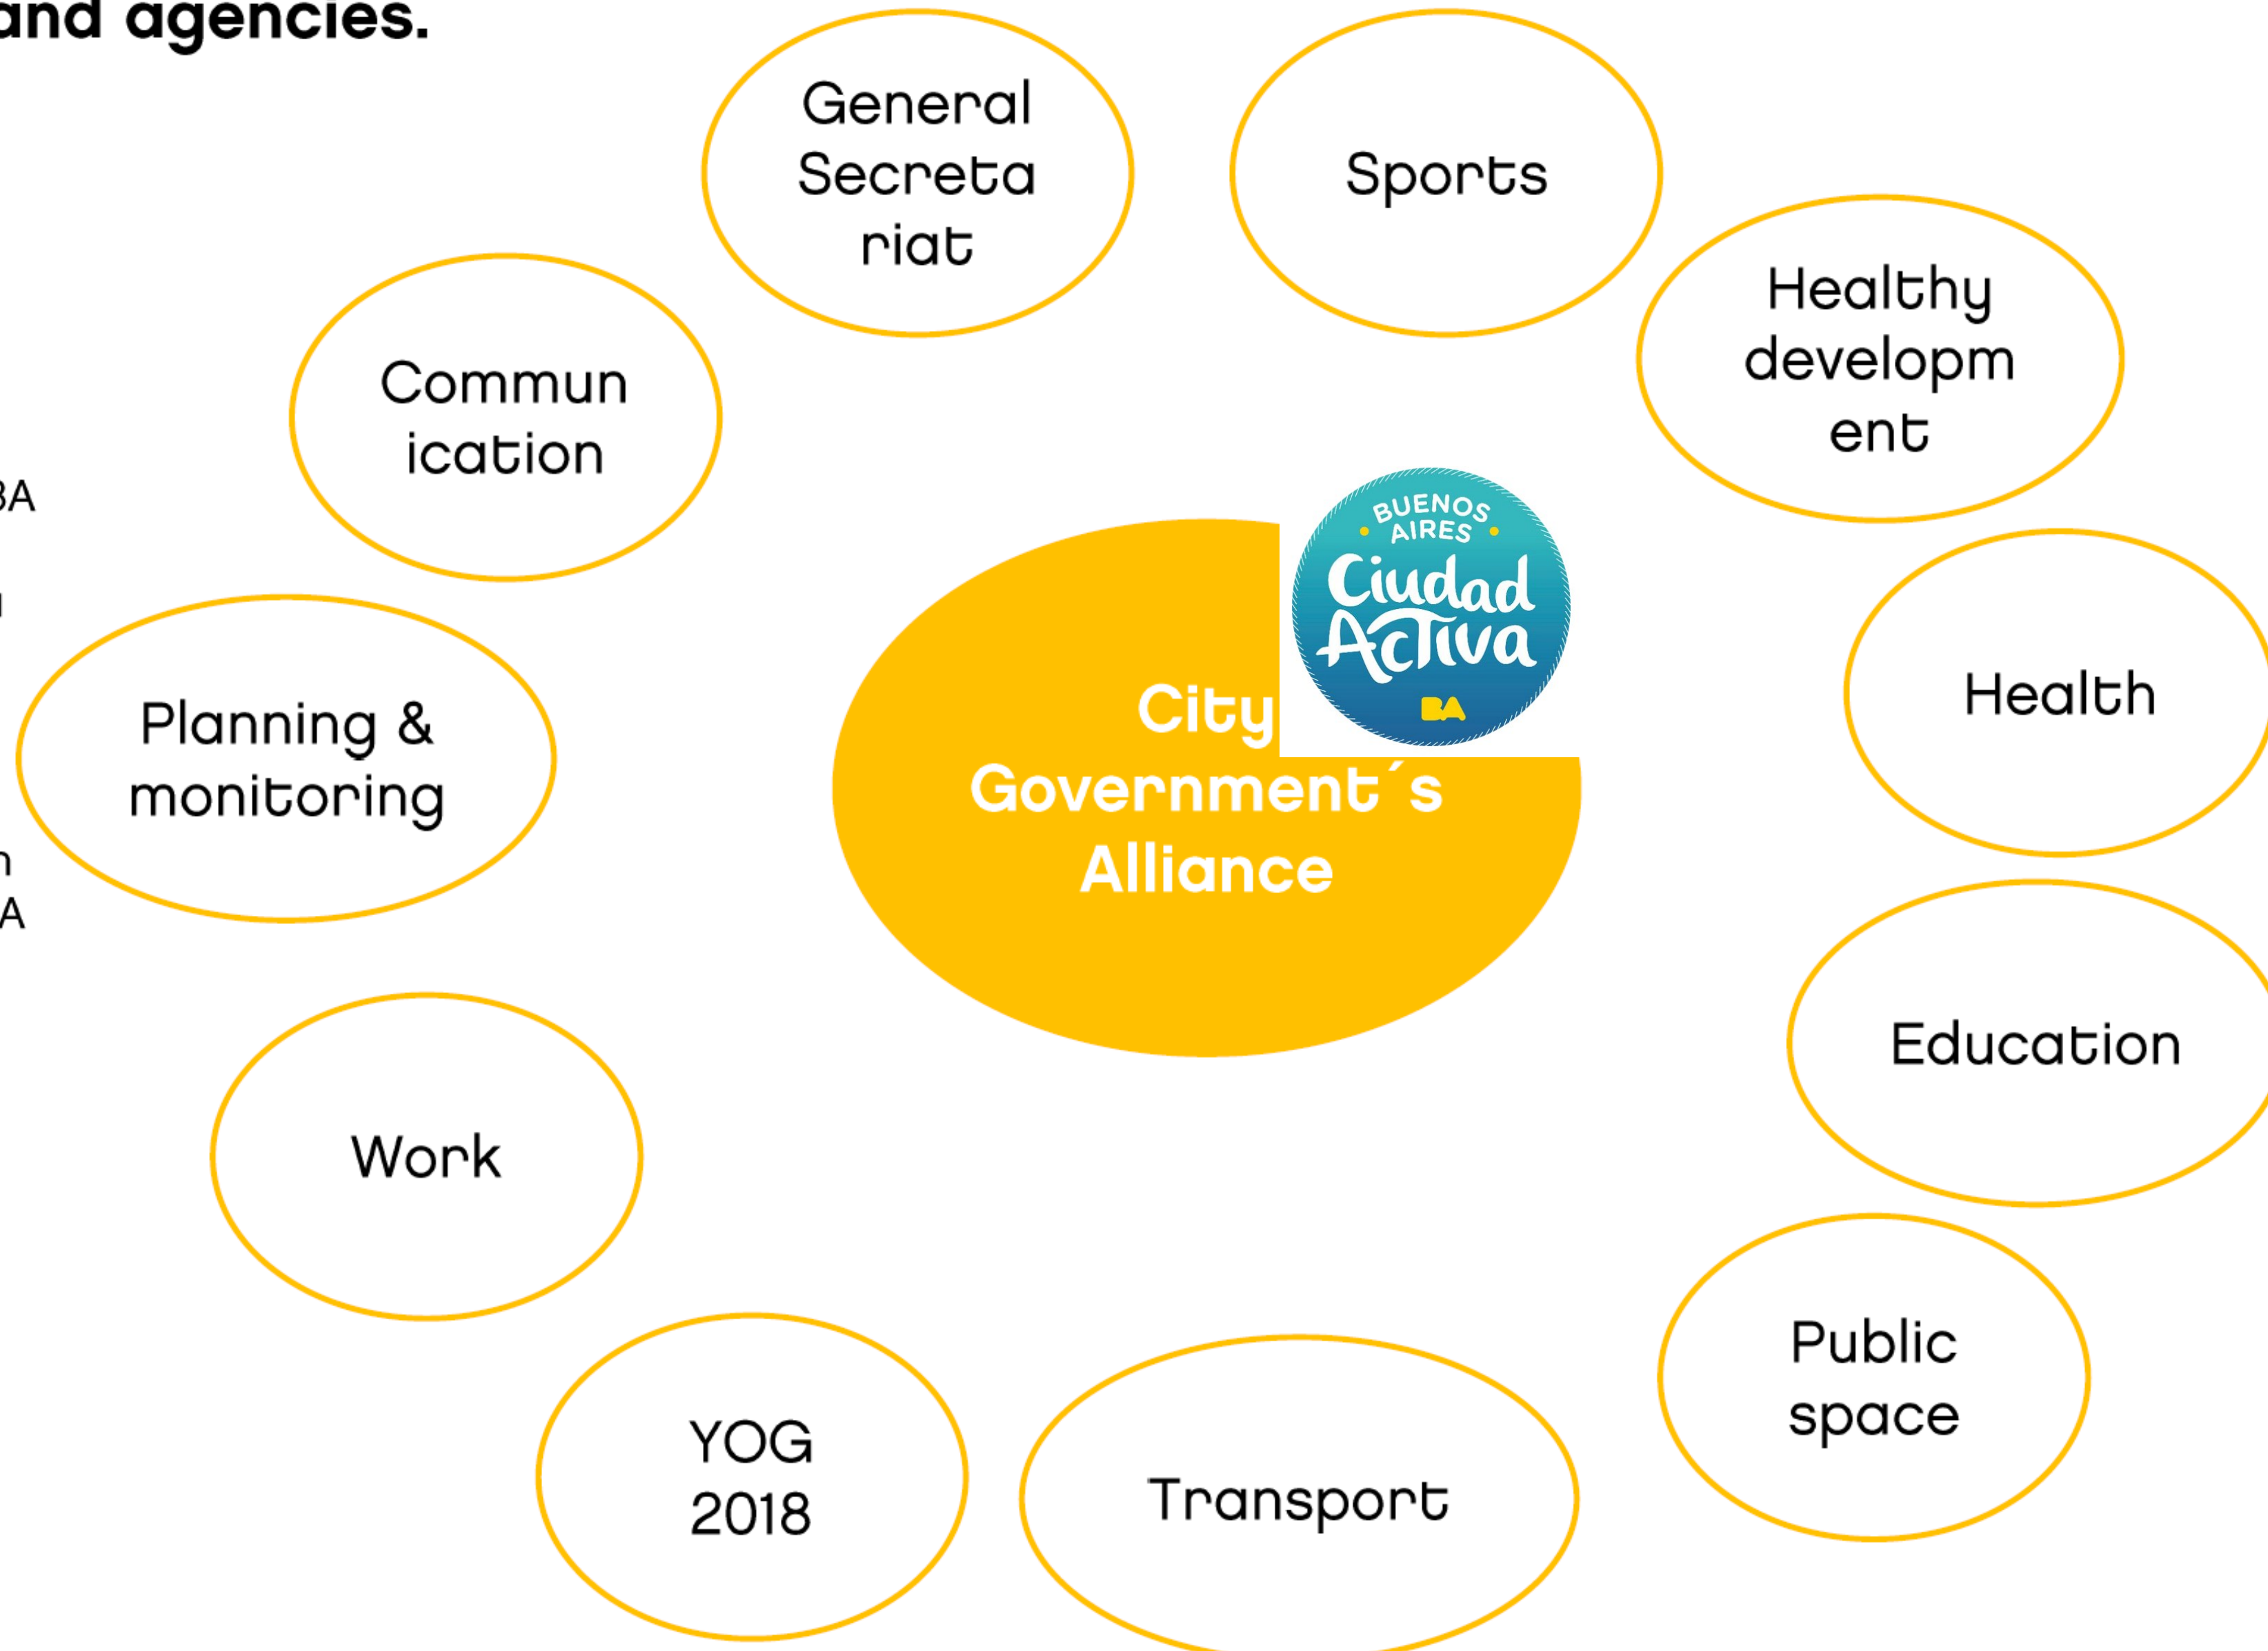 and agencies.
General
Secreta
riat
Sports
Healthy
developm
ent
Commun
ication
BA
BUENOS
AIRES
Ciudad
Activa
BA
Health
City
Government´s
Alliance
Planning &
monitoring
A
Education
Work
Public
space
YOG
2018
Transport